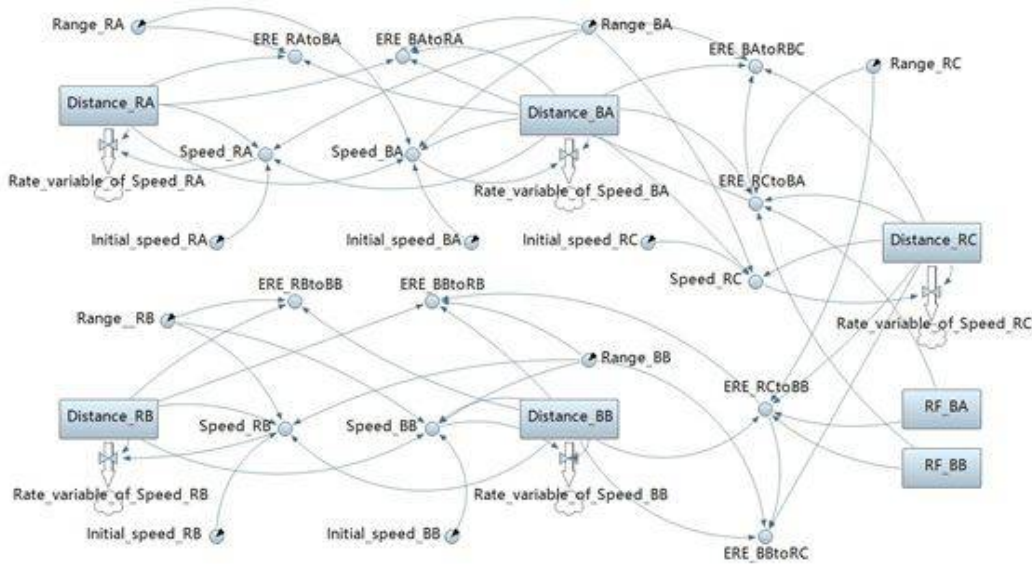 Range_RA
ERE_RAtoBA
ERE_BAtoRA
Range_BA
ERE_BAtoRBC
Range_RC
Distance_RA
Distance_BA
Speed_RA
Speed_BA
Rate_variable_of_Speed_RA
Rate_variable_of_Speed_BA
ERE_RCtoBA
Initial_speed_RA
Initial_speed_BA
Initial_speed_RC
Distance_RC
Speed_RC
ERE_RBtoBB
ERE_BBtoRB
Range__RB
Rate_variable_of_Speed_RC
Range_BB
ERE_RCtoBB
Distance_RB
Speed_RB
Speed_BB
Distance_BB
RF_BA
RF_BB
Rate_variable_of_Speed_RB
Rate_variable_of_Speed_BB
Initial_speed_RB
Initial_speed_BB
ERE_BBtoRC